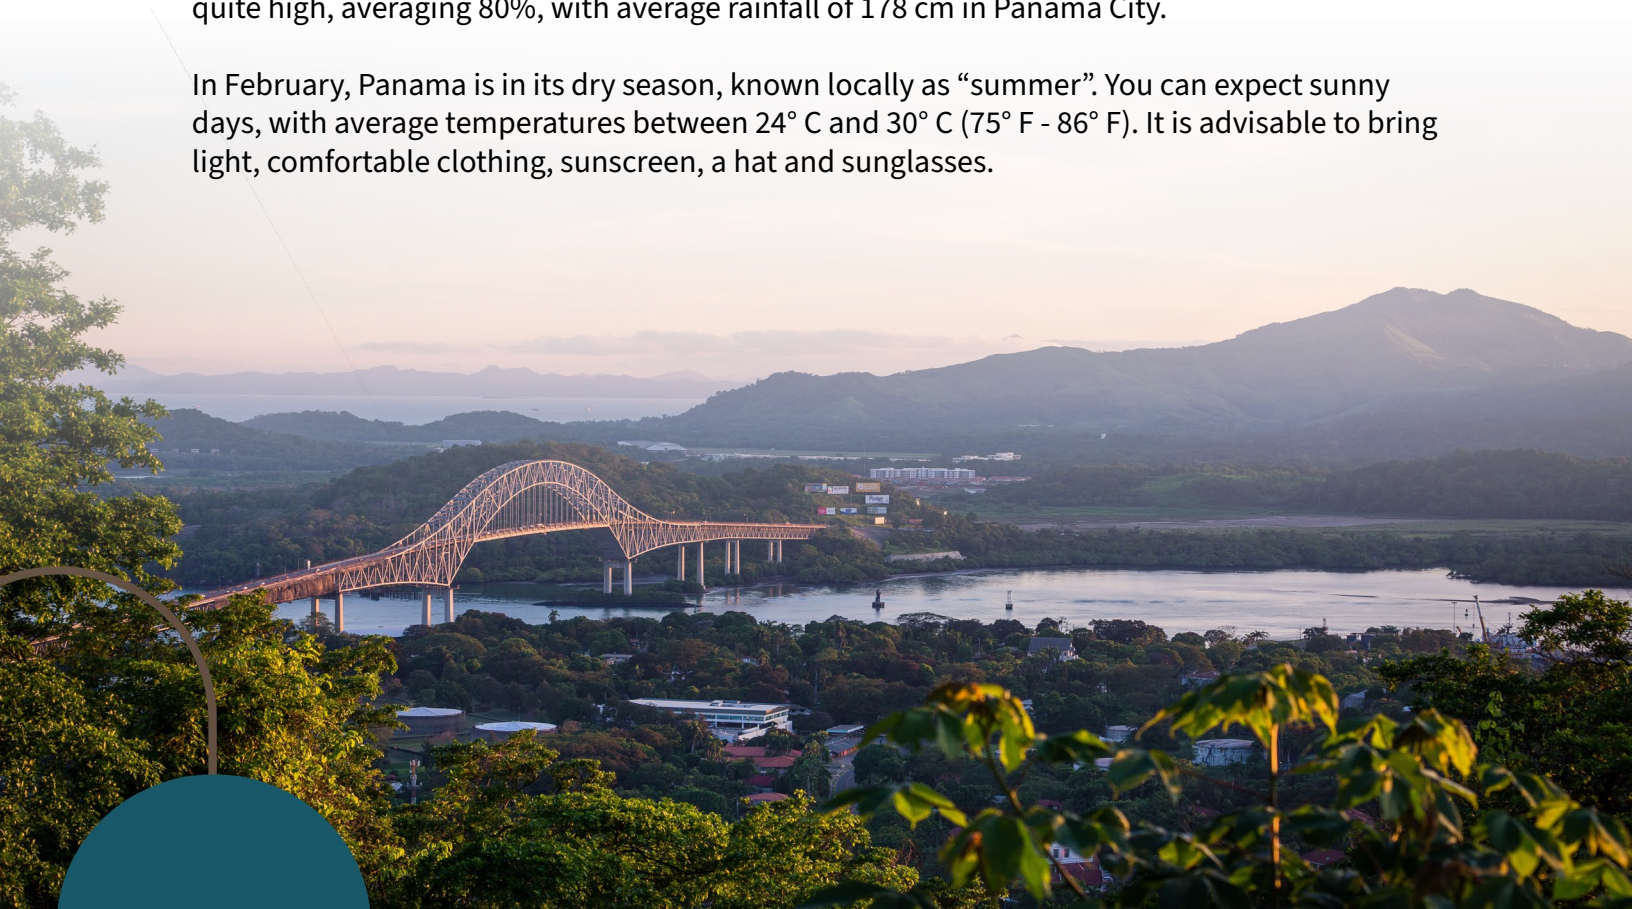 quite high, averaging 80%, with average rainfall of 178 cm in Panama City.
In February, Panama is in its dry season, known locally as “summer”. You can expect sunny
days, with average temperatures between 24° C and 30° C (75° F - 86° F). It is advisable to bring
light, comfortable clothing, sunscreen, a hat and sunglasses.